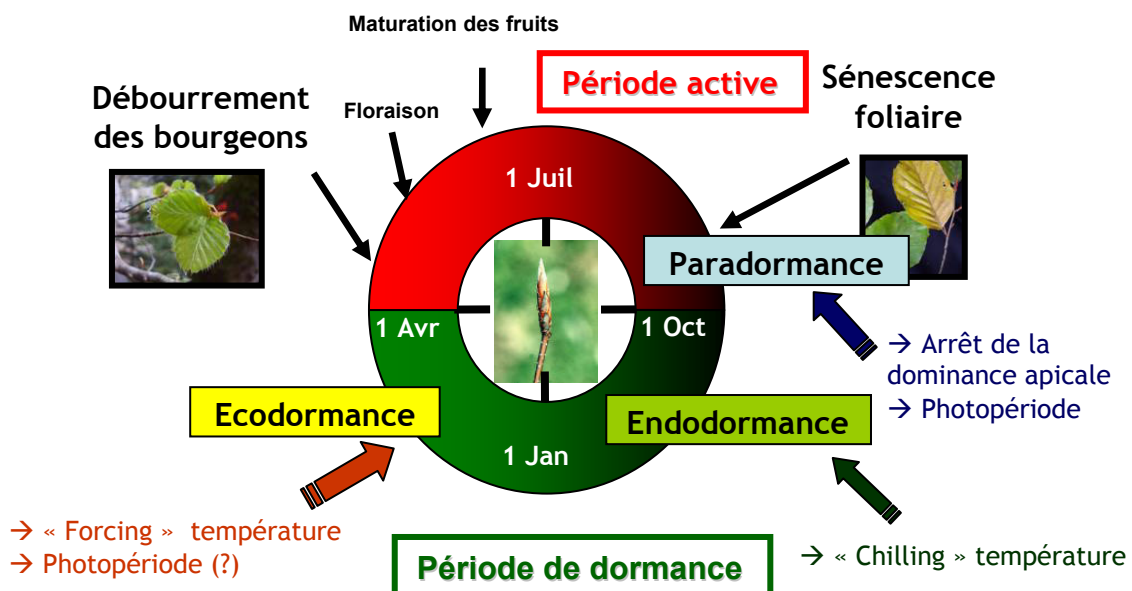 Maturation des fruits
Période active
Sénescence
foliaire
Débourrement
des bourgeons
Floraison
1 Juil
Paradormance
1 Avr
1 Oct
→ Arrêt de la
dominance apicale
→ Photopériode
Ecodormance
Endodormance
1 Jan
→ « Forcing » température
→ Photopériode (?)
Période de dormance
→ « Chilling » température